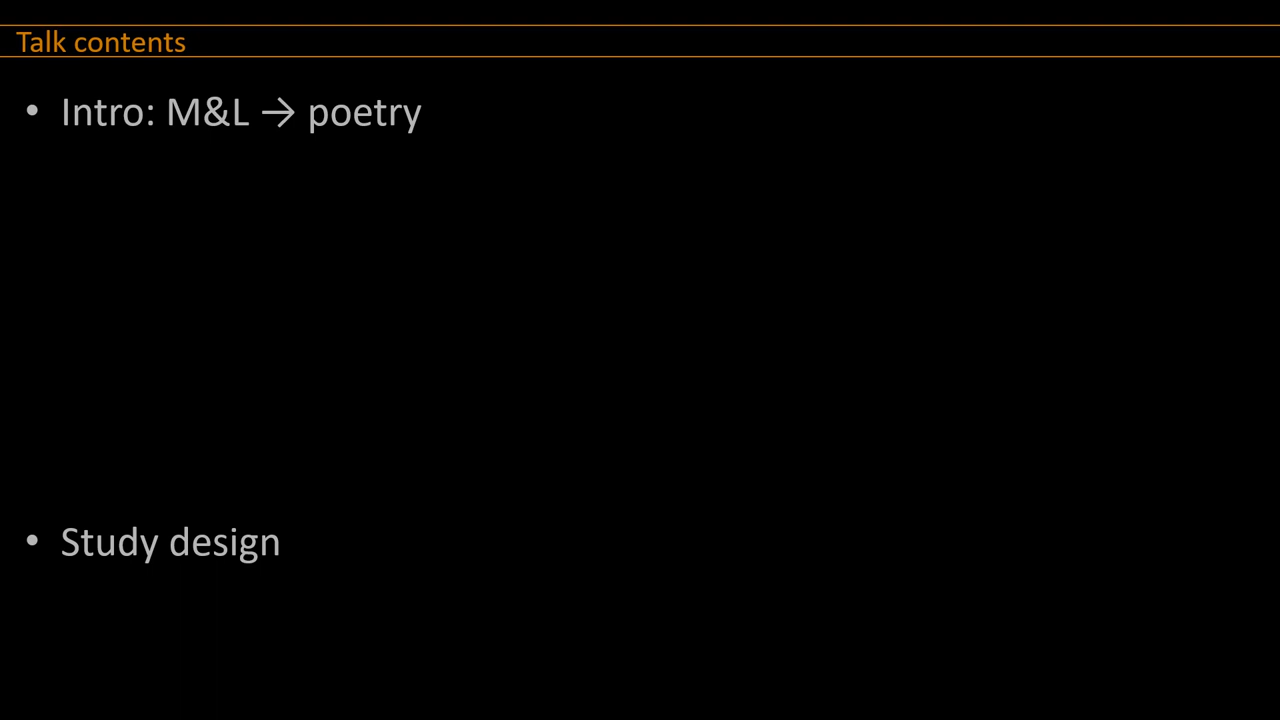 Talk contents
• Intro: M&L → poetry
• Study design